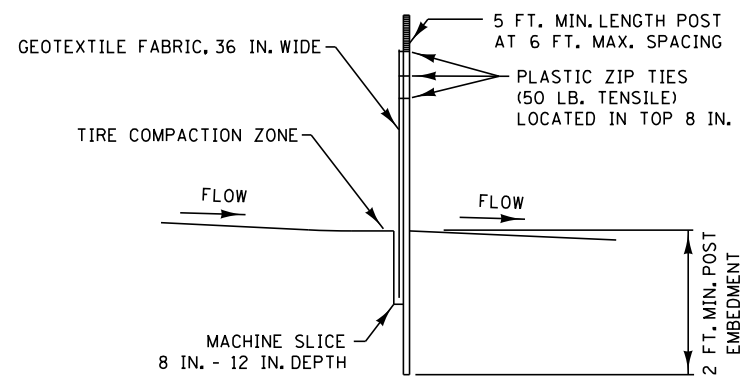 5 FT. MIN. LENGTH POST
AT 6 FT. MAX. SPACING
GEOTEXTILE FABRIC, 36 IN. WIDE
PLASTIC ZIP TIES
(50 LB. TENSILE)
LOCATED IN TOP 8 IN.
TIRE COMPACTION ZONE
FLOW
FLOW
2 FT. MIN. POST
EMBEDMENT
MACHINE SLICE
8 IN. - 12 IN. DEPTH